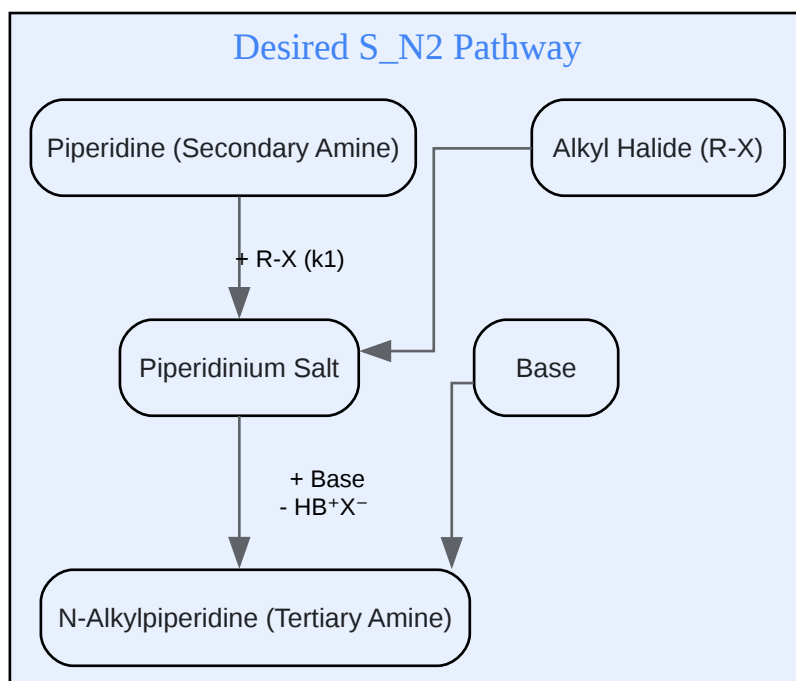 Desired S_N2 Pathway
Piperidine (Secondary Amine)
Alkyl Halide (R-X)
+ R-X (k1)
Piperidinium Salt
Base
+ Base
- HB⁺X⁻
N-Alkylpiperidine (Tertiary Amine)